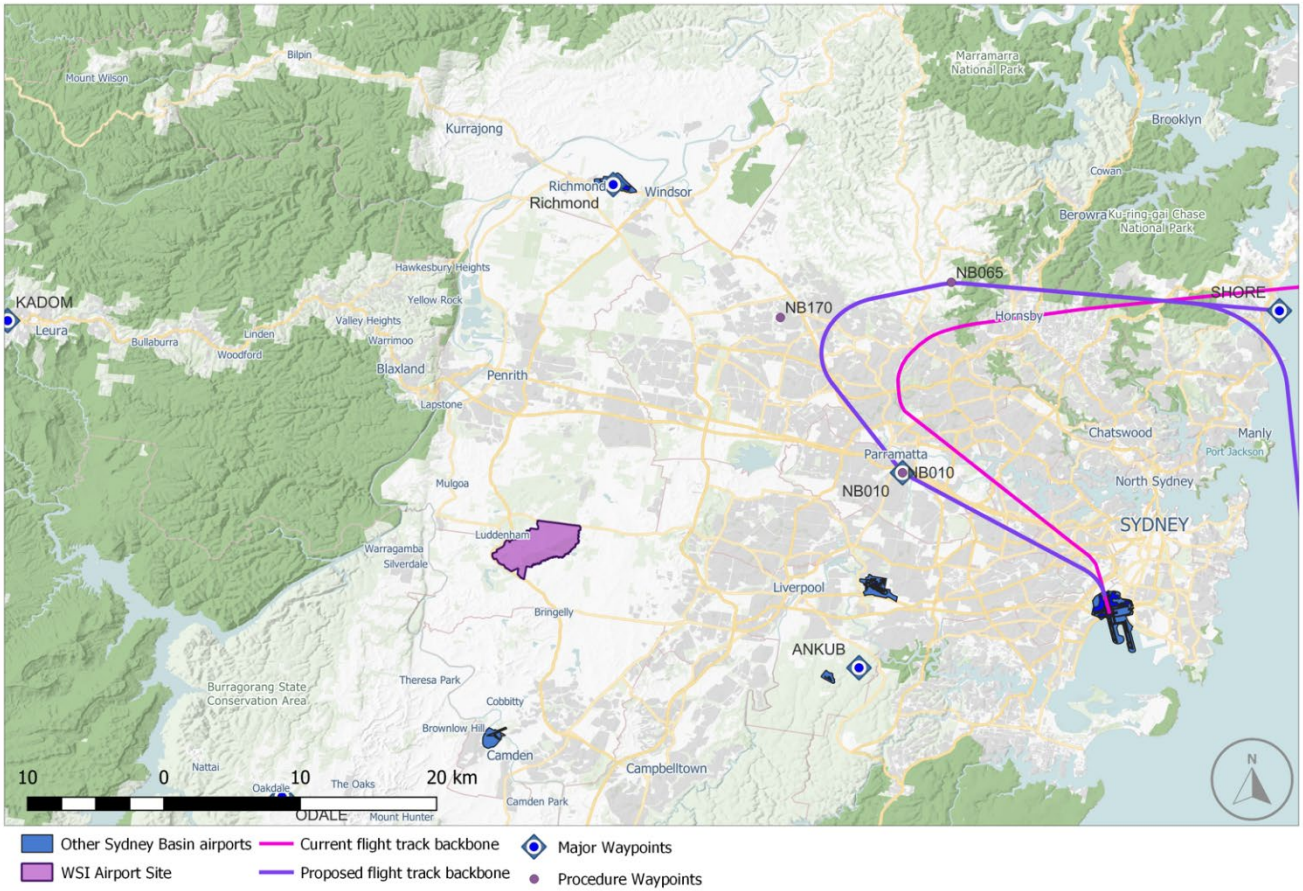 Marramarra
National Park
Bilpin
Mount Wilson
Brooklyn
Kurrajong
Cowan
Richmond
Windsor
Richmond
Berowra
Ku-ring-gai Chase
National Park
Hawkesbury Heights
NB065
KADOM
Yellow Rock
SHORE
NB170
Leura
Linden
Valley Heights
Hornsby
Bullaburra
Warrimoo
Woodford
Blaxland
Penrith
Lapstone
Chatswood
Manly
Parramatta
Port Jackson
NB010
Mulgoa
North Sydney
NB010
SYDNEY
Luddenham
Warragamba
Silverdale
Liverpool
Bringelly
ANKUB
Theresa Park
Burragorang State
Conservation Area
Cobbitty
Brownlow Hill
Camden
Nattai
Campbelltown
N
10 0 10 20 km
The Oaks
Oakdale
Camden Park
ODALE
Mount Hunter
Other Sydney Basin airports
Current flight track backbone
Major Waypoints
WSI Airport Site
Proposed flight track backbone
Procedure Waypoints